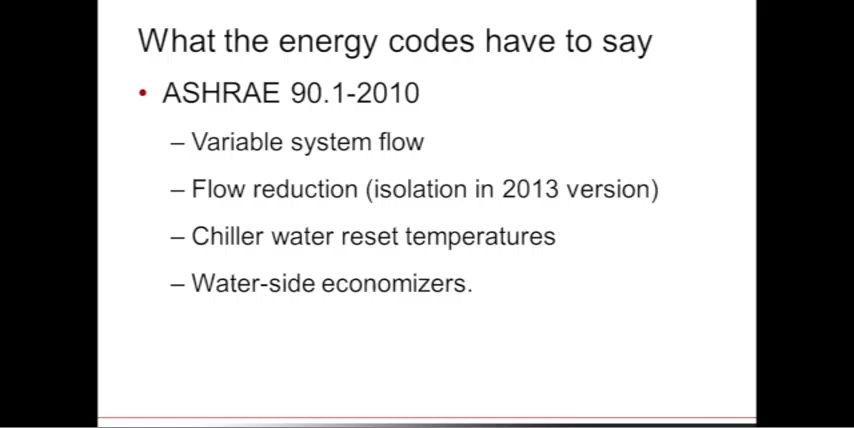 What the energy codes have to say
• ASHRAE 90.1-2010
– Variable system flow
– Flow reduction (isolation in 2013 version)
– Chiller water reset temperatures
– Water-side economizers.